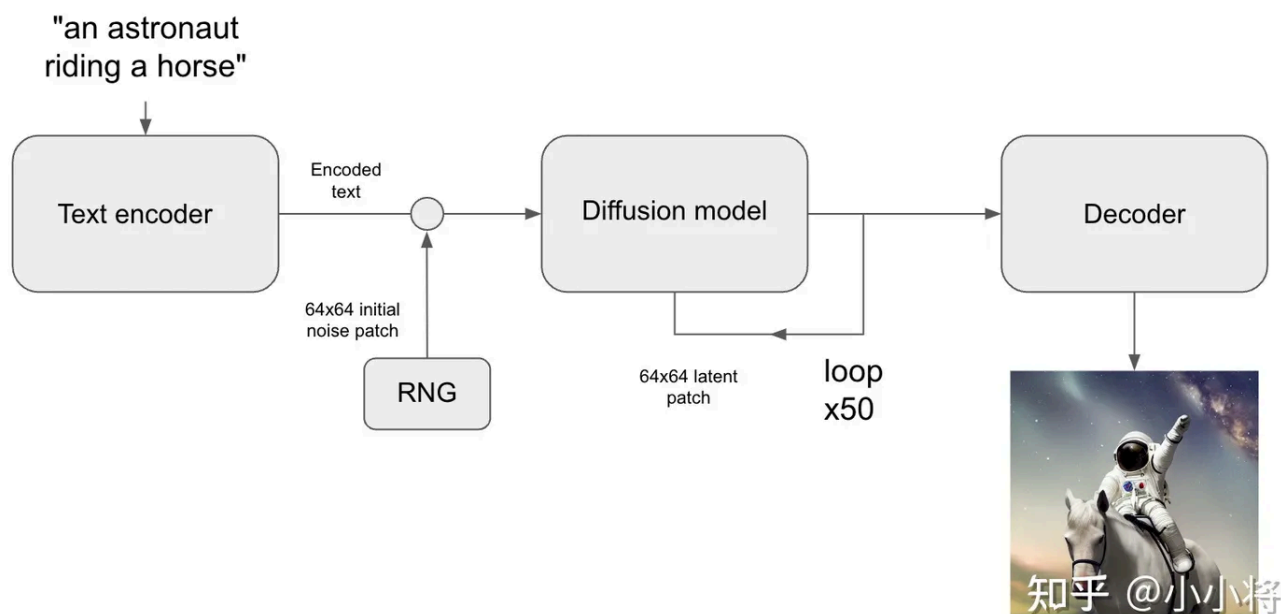 "an astronaut
riding a horse"
Text encoder
Encoded
text
64x64 initial
noise patch
RNG
Diffusion model
64x64 latent
patch
loop
x50
Decoder
知乎 @小小将